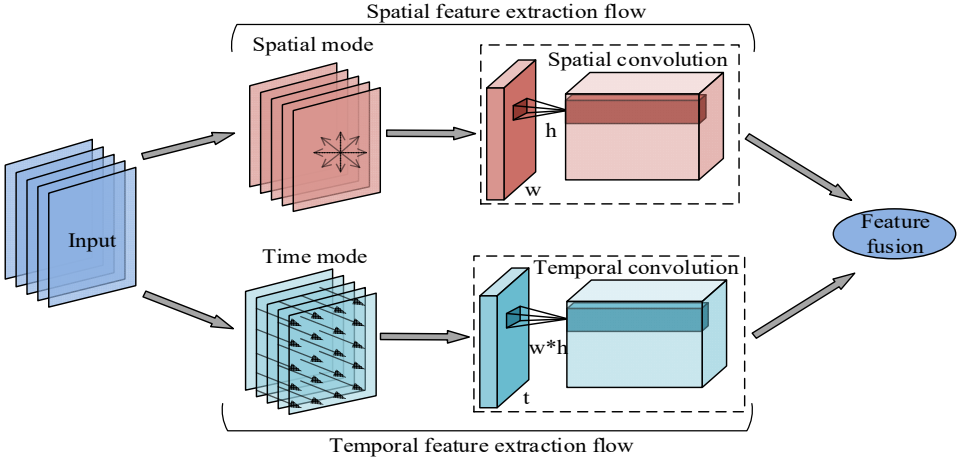 Spatial feature extraction flow
Spatial mode
Spatial convolution
h
w
Input
Feature
fusion
Time mode
Temporal convolution
w*h
t
Temporal feature extraction flow